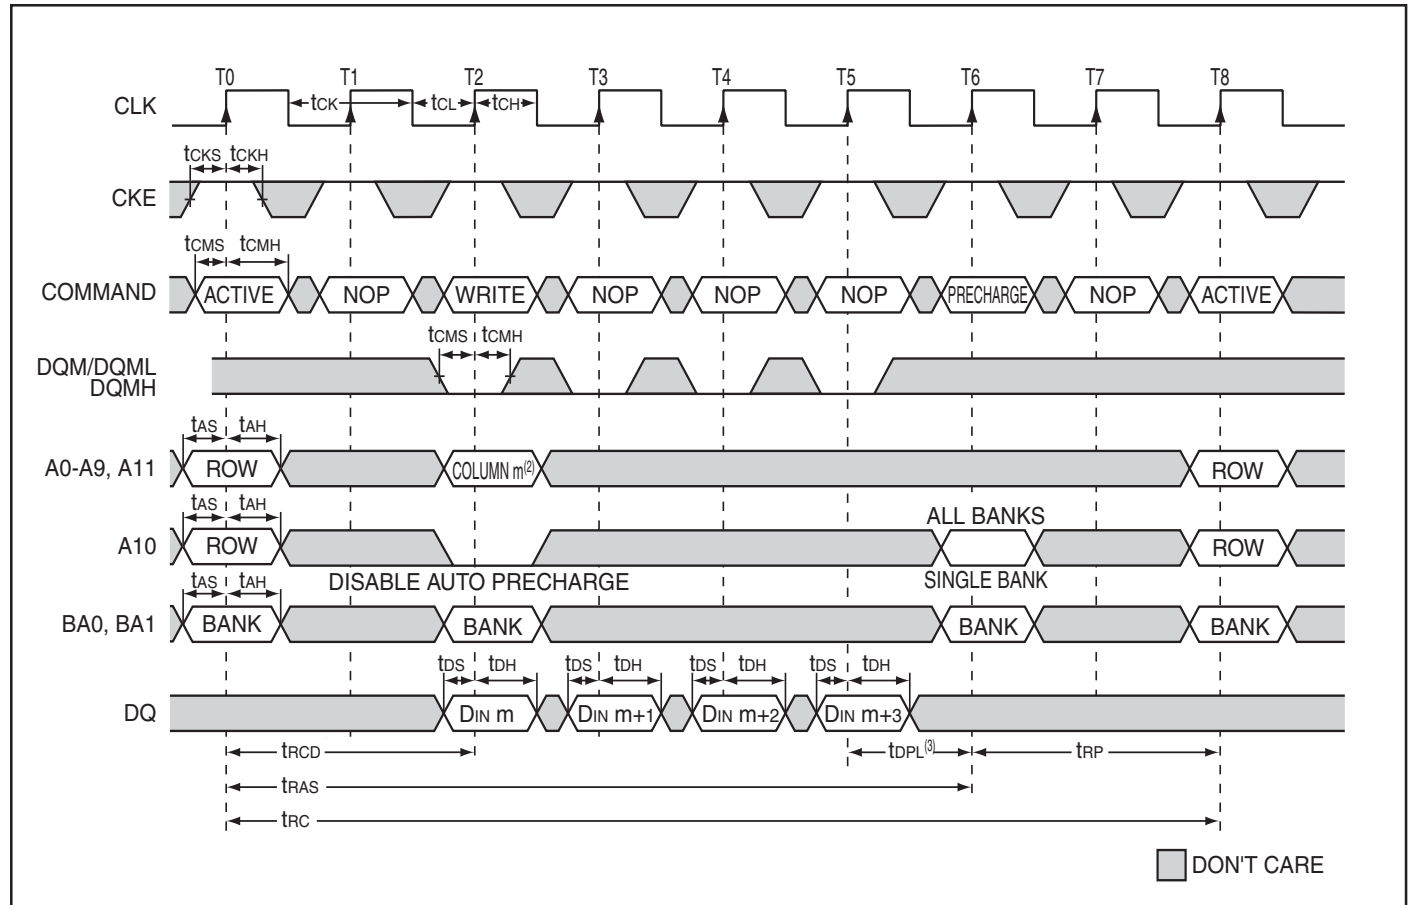 T0 T1 T2 T3 T4 T5 T6 T7 T8
CLK tCK tCL tCH
tCKS tCKH
CKE
tCMS tCMH
COMMAND ACTIVE NOP WRITE NOP NOP NOP PRECHARGE NOP ACTIVE
tCMS tCMH
DQM/DQML
DQMH
tAS tAH
A0-A9, A11 ROW COLUMN m(2) ROW
tAS tAH ALL BANKS
A10 ROW ROW
tAS tAH DISABLE AUTO PRECHARGE SINGLE BANK
BA0, BA1 BANK BANK BANK BANK
tDS tDH tDS tDH tDS tDH tDS tDH
DQ DIN m DIN m+1 DIN m+2 DIN m+3
tRCD tDPL(3) tRP
tRAS
tRC
DON'T CARE